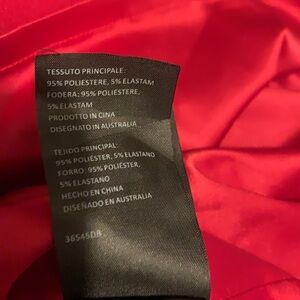 TESSUTO PRINCIPALE:
95% POLIESTERE, 5% ELASTAM
FODERA: 95% POLIESTERE,
5% ELASTAM
PRODOTTO IN CINA
DISEGNATO IN AUSTRALIA
TEJIDO PRINCIPAL:
95% POLIÉSTER, 5% ELASTANO
FORRO: 95% POLIÉSTER,
5% ELASTANO
HECHO EN CHINA
DISEÑADO EN AUSTRALIA
36545DB